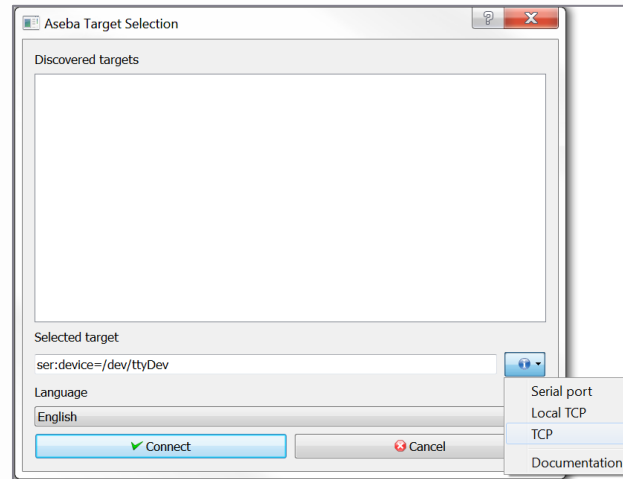 Aseba Target Selection
Discovered targets
Selected target
ser:device=/dev/ttyDev
Language
English
Connect
Cancel
Serial port
Local TCP
TCP
Documentation